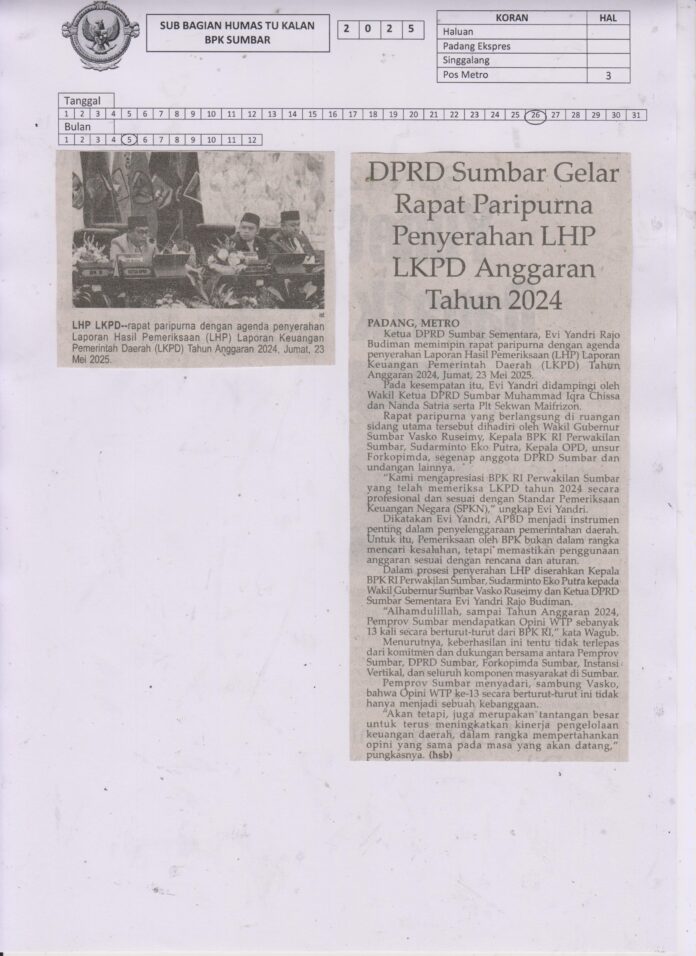 SUB BAGIAN HUMAS TU KALAN
BPK SUMBAR
2 0 2 5
KORAN HAL
Haluan
Padang Ekspres
Singgalang
Pos Metro 3
Tanggal
1 2 3 4 5 6 7 8 9 10 11 12 13 14 15 16 17 18 19 20 21 22 23 24 25 26 27 28 29 30 31
Bulan
1 2 3 4 5 6 7 8 9 10 11 12
LHP LKPD--rapat paripurna dengan agenda penyerahan
Laporan Hasil Pemeriksaan (LHP) Laporan Keuangan
Pemerintah Daerah (LKPD) Tahun Anggaran 2024, Jumat, 23
Mei 2025.
DPRD Sumbar Gelar
Rapat Paripurna
Penyerahan LHP
LKPD Anggaran
Tahun 2024
PADANG, METRO
Ketua DPRD Sumbar Sementara, Evi Yandri Rajo
Budiman memimpin rapat paripurna dengan agenda
penyerahan Laporan Hasil Pemeriksaan (LHP) Laporan
Keuangan Pemerintah Daerah (LKPD) Tahun
Anggaran 2024, Jumat, 23 Mei 2025.
Pada kesempatan itu, Evi Yandri didampingi oleh
Wakil Ketua DPRD Sumbar Muhammad Iqra Chissa
dan Nanda Satria serta Plt Sekwan Maifrizon.
Rapat paripurna yang berlangsung di ruangan
sidang utama tersebut dihadiri oleh Wakil Gubernur
Sumbar Vasko Ruseimy, Kepala BPK RI Perwakilan
Sumbar, Sudarminto Eko Putra, Kepala OPD, unsur
Forkopimda, segenap anggota DPRD Sumbar dan
undangan lainnya.
"Kami mengapresiasi BPK RI Perwakilan Sumbar
yang telah memeriksa LKPD tahun 2024 secara
profesional dan sesuai dengan Standar Pemeriksaan
Keuangan Negara (SPKN)," ungkap Evi Yandri.
Dikatakan Evi Yandri, APBD menjadi instrumen
penting dalam penyelenggaraan pemerintahan daerah.
Untuk itu, Pemeriksaan oleh BPK bukan dalam rangka
mencari kesalahan, tetapi memastikan penggunaan
anggaran sesuai dengan rencana dan aturan.
Dalam prosesi penyerahan LHP diserahkan Kepala
BPK RI Perwakilan Sumbar, Sudarminto Eko Putra kepada
Wakil Gubernur Sumbar Vasko Ruseimy dan Ketua DPRD
Sumbar Sementara Evi Yandri Rajo Budiman.
"Alhamdulillah, sampai Tahun Anggaran 2024,
Pemprov Sumbar mendapatkan Opini WTP sebanyak
13 kali secara berturut-turut dari BPK RI," kata Wagub.
Menurutnya, keberhasilan ini tentu tidak terlepas
dari komitmen dan dukungan bersama antara Pemprov
Sumbar, DPRD Sumbar, Forkopimda Sumbar, Instansi
Vertikal, dan seluruh komponen masyarakat di Sumbar.
Pemprov Sumbar menyadari, sambung Vasko,
bahwa Opini WTP ke-13 secara berturut-turut ini tidak
hanya menjadi sebuah kebanggaan.
"Akan tetapi, juga merupakan tantangan besar
untuk terus meningkatkan kinerja pengelolaan
keuangan daerah, dalam rangka mempertahankan
opini yang sama pada masa yang akan datang,"
pungkasnya. (hsb)